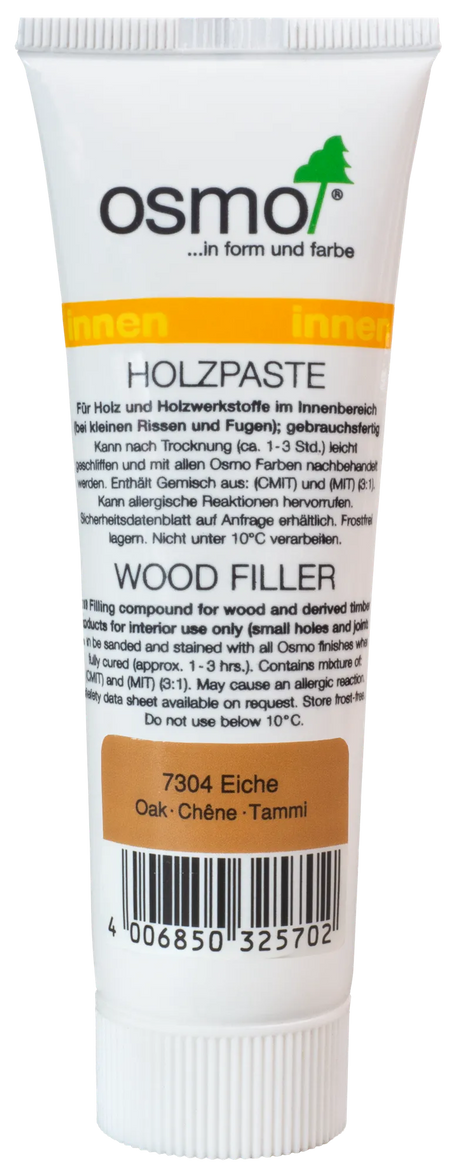 osmo®
...in form und farbe
innen innen
HOLZPASTE
Für Holz und Holzwerkstoffe im Innenbereich
(bei kleinen Rissen und Fugen); gebrauchsfertig
Kann nach Trocknung (ca. 1-3 Std.) leicht
geschliffen und mit allen Osmo Farben nachbehandelt
werden. Enthält Gemisch aus: (CMIT) und (MIT) (3:1).
Kann allergische Reaktionen hervorrufen.
Sicherheitsdatenblatt auf Anfrage erhältlich. Frostfrei
lagern. Nicht unter 10°C verarbeiten.
WOOD FILLER
Filling compound for wood and derived timber
products for interior use only (small holes and joints
in be sanded and stained with all Osmo finishes when
fully cured (approx. 1-3 hrs.). Contains mixture of:
(CMIT) and (MIT) (3:1). May cause an allergic reaction.
Safety data sheet available on request. Store frost-free.
Do not use below 10°C.
7304 Eiche
Oak · Chêne · Tammi
4 006850 325702